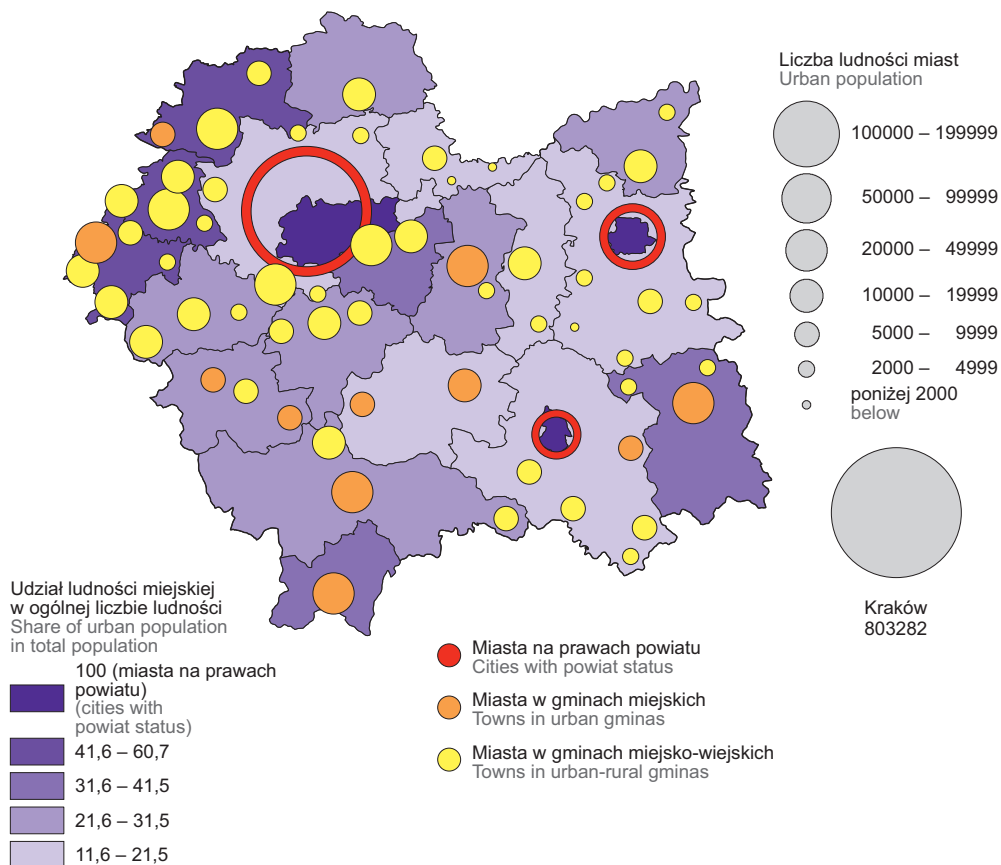 Liczba ludności miast
Urban population
100000 – 199999
50000 – 99999
20000 – 49999
10000 – 19999
5000 – 9999
2000 – 4999
poniżej 2000
below
Kraków
803282
Udział ludności miejskiej
w ogólnej liczbie ludności
Share of urban population
in total population
100 (miasta na prawach
powiatu)
(cities with
powiat status)
41,6 – 60,7
31,6 – 41,5
21,6 – 31,5
11,6 – 21,5
Miasta na prawach powiatu
Cities with powiat status
Miasta w gminach miejskich
Towns in urban gminas
Miasta w gminach miejsko-wiejskich
Towns in urban-rural gminas